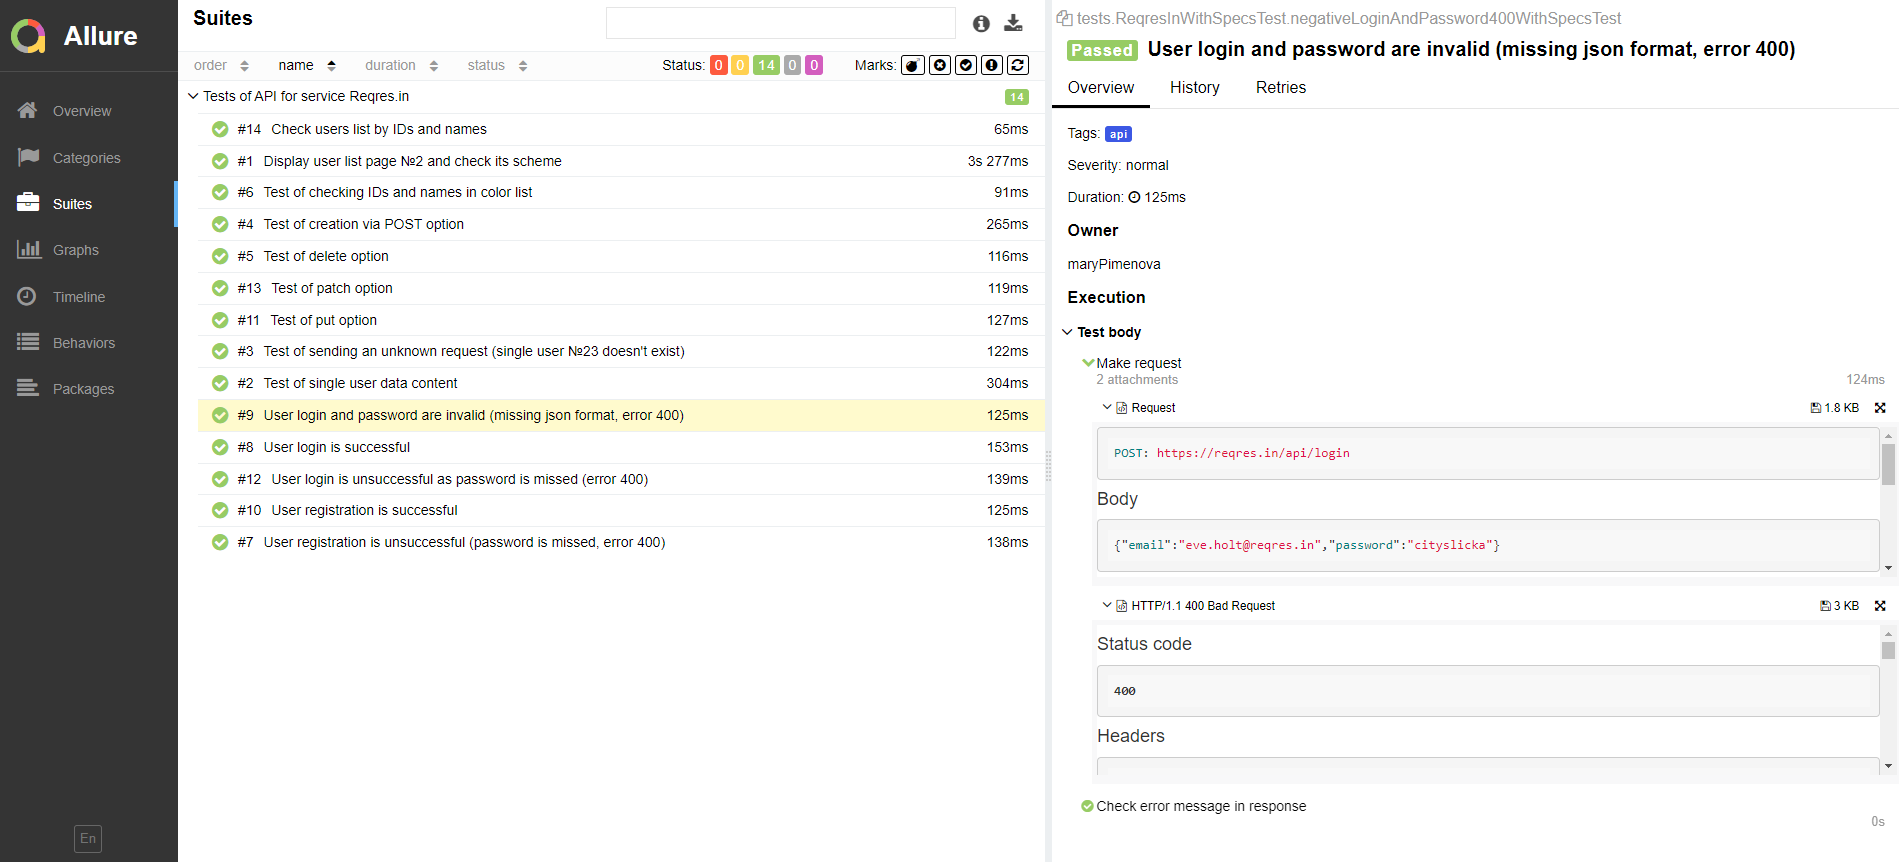 Allure
Overview
Categories
Suites
Graphs
Timeline
Behaviors
Packages
En
Suites
order name duration status Status: 0 0 14 0 0 Marks:
Tests of API for service Reqres.in 14
#14 Check users list by IDs and names 65ms
#1 Display user list page №2 and check its scheme 3s 277ms
#6 Test of checking IDs and names in color list 91ms
#4 Test of creation via POST option 265ms
#5 Test of delete option 116ms
#13 Test of patch option 119ms
#11 Test of put option 127ms
#3 Test of sending an unknown request (single user №23 doesn't exist) 122ms
#2 Test of single user data content 304ms
#9 User login and password are invalid (missing json format, error 400) 125ms
#8 User login is successful 153ms
#12 User login is unsuccessful as password is missed (error 400) 139ms
#10 User registration is successful 125ms
#7 User registration is unsuccessful (password is missed, error 400) 138ms
tests.ReqresInWithSpecsTest.negativeLoginAndPassword400WithSpecsTest
Passed User login and password are invalid (missing json format, error 400)
Overview History Retries
Tags: api
Severity: normal
Duration: 125ms
Owner
maryPimenova
Execution
Test body
Make request
2 attachments 124ms
Request 1.8 KB
POST: https://reqres.in/api/login
Body
{"email":"eve.holt@reqres.in","password":"cityslicka"}
HTTP/1.1 400 Bad Request 3 KB
Status code
400
Headers
Check error message in response
0s